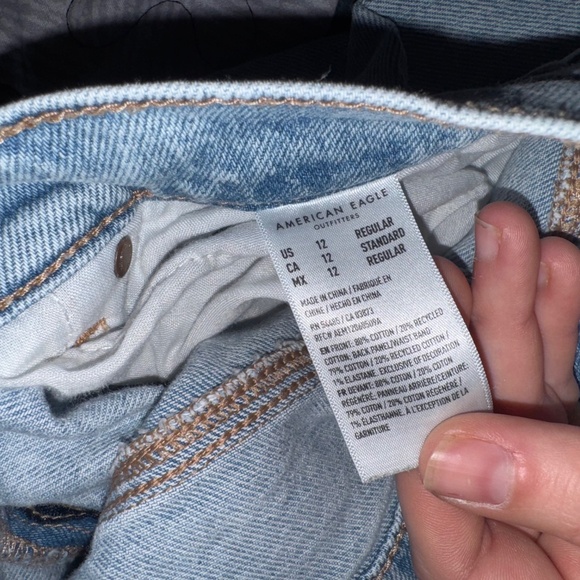 AMERICAN EAGLE
OUTFITTERS
US 12 REGULAR
CA 12 STANDARD
MX 12 REGULAR
MADE IN CHINA / FABRIQUE EN
CHINE / HECHO EN CHINA
RN 54485 / CA 03073
RFC# AEM1206150
EN FRONT: 80% COTTON / 20% RECYCLED
COTTON; BACK PANEL/WAIST BAND:
79% COTTON / 20% RECYCLED COTTON /
1% ELASTANE. EXCLUSIVE OF DECORATION
FR DEVANT: 80% COTON / 20% COTON
RÉGÉNÉRÉ; PANNEAU ARRIÈRE/CEINTURE:
79% COTON / 20% COTON RÉGÉNÉRÉ /
1% ÉLASTHANNE. À L'EXCEPTION DE LA
GARNITURE